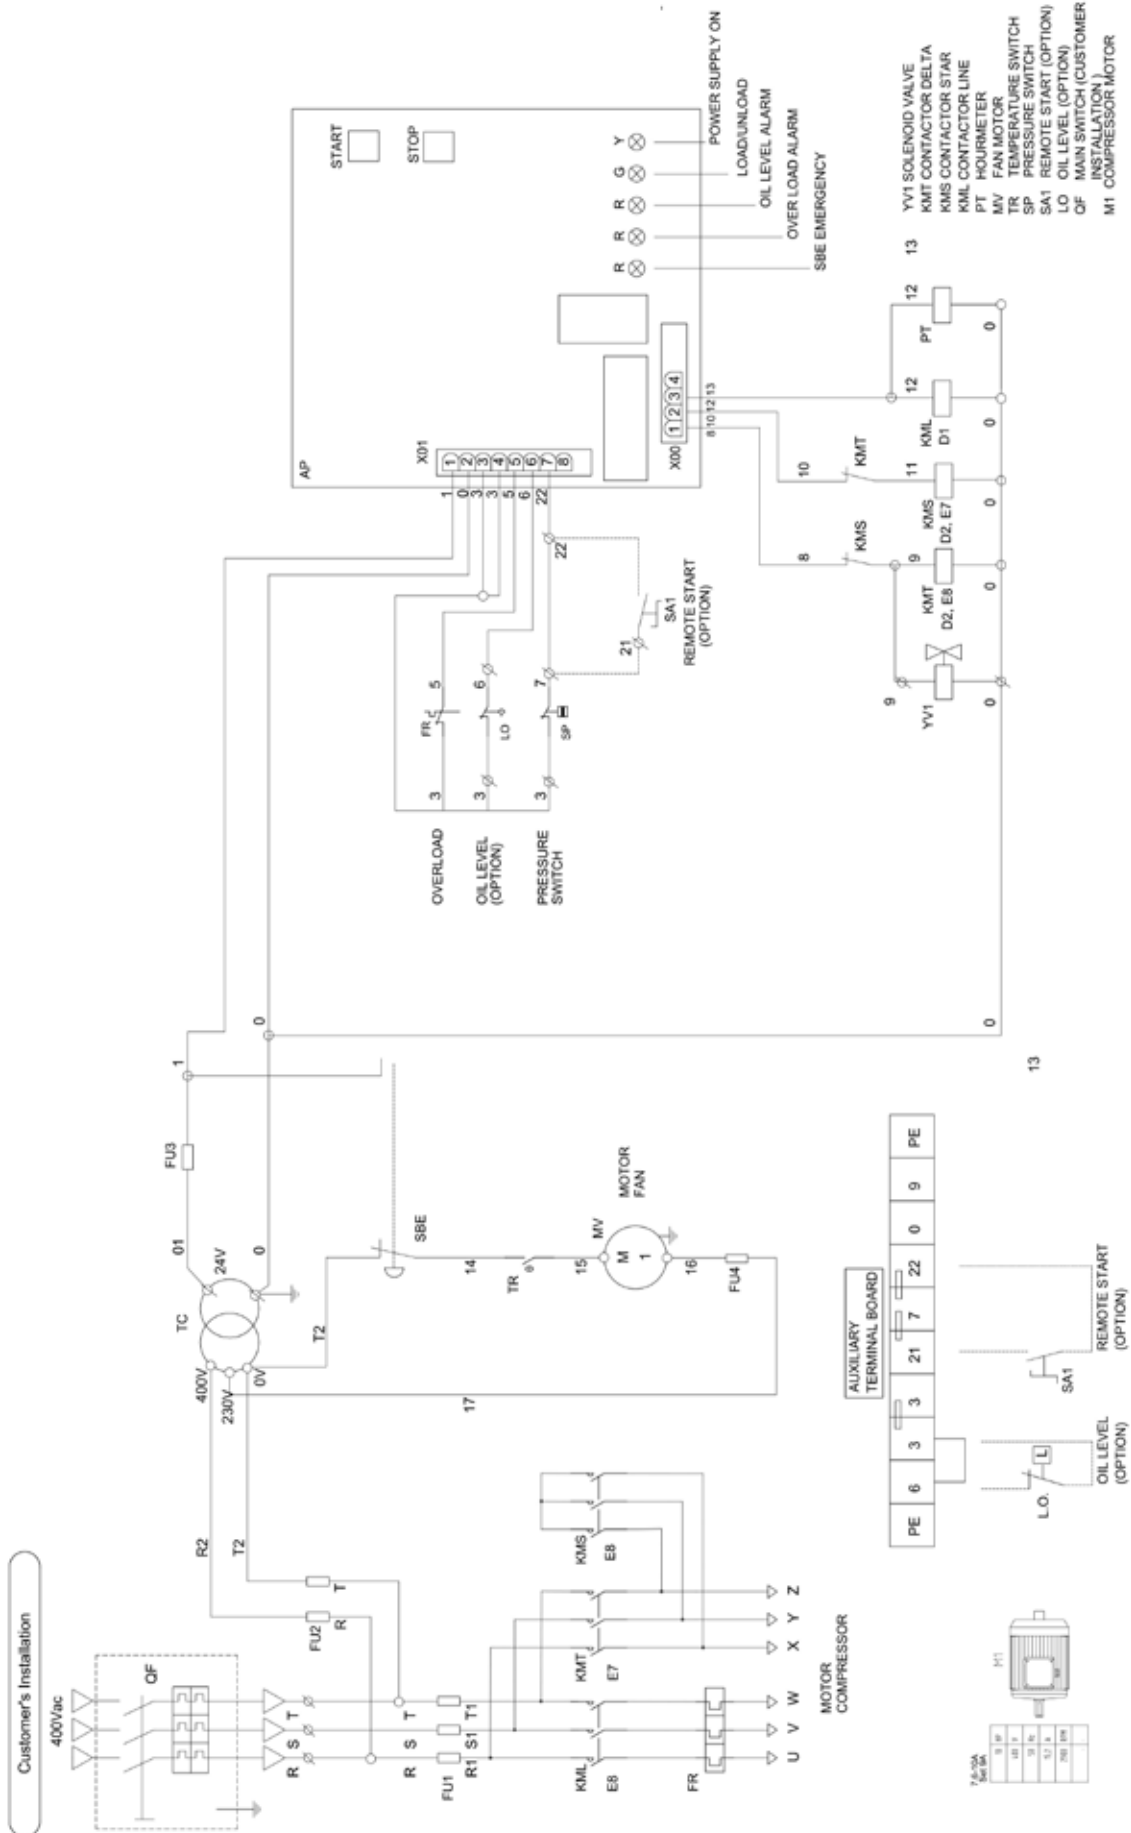 Customer's Installation
400Vac
QF
R
S
T
R
S
T
FU1
R1
S1
T1
FU2
R
T
R2
T2
KML
E8
KMT
E7
KMS
E8
FR
U
V
W
X
Y
Z
MOTOR
COMPRESSOR
M1
TC
400V
230V
0V
24V
01
0
FU3
1
0
T2
17
SBE
14
TR
15
MV
M
1
MOTOR
FAN
16
FU4
AUXILIARY
TERMINAL BOARD
PE
6
3
3
21
7
22
0
9
PE
L.O.
L
OIL LEVEL
(OPTION)
SA1
REMOTE START
(OPTION)
13
0
OVERLOAD
3
FR
5
OIL LEVEL
(OPTION)
3
LO
6
PRESSURE
SWITCH
3
SP
7
22
21
SA1
REMOTE START
(OPTION)
AP
X01
1
2
3
4
5
6
7
8
1
0
3
3
5
6
22
START
STOP
R
R
R
G
Y
POWER SUPPLY ON
LOAD/UNLOAD
OIL LEVEL ALARM
OVER LOAD ALARM
SBE EMERGENCY
X00
1
2
3
4
8
10
12
13
8
KMS
10
KMT
9
YV1
0
9
KMT
D2, E8
0
11
KMS
D2, E7
0
12
KML
D1
0
12
PT
0
13
YV1 SOLENOID VALVE
KMT CONTACTOR DELTA
KMS CONTACTOR STAR
KML CONTACTOR LINE
PT HOURMETER
MV FAN MOTOR
TR TEMPERATURE SWITCH
SP PRESSURE SWITCH
SA1 REMOTE START (OPTION)
LO OIL LEVEL (OPTION)
QF MAIN SWITCH (CUSTOMER
INSTALLATION )
M1 COMPRESSOR MOTOR